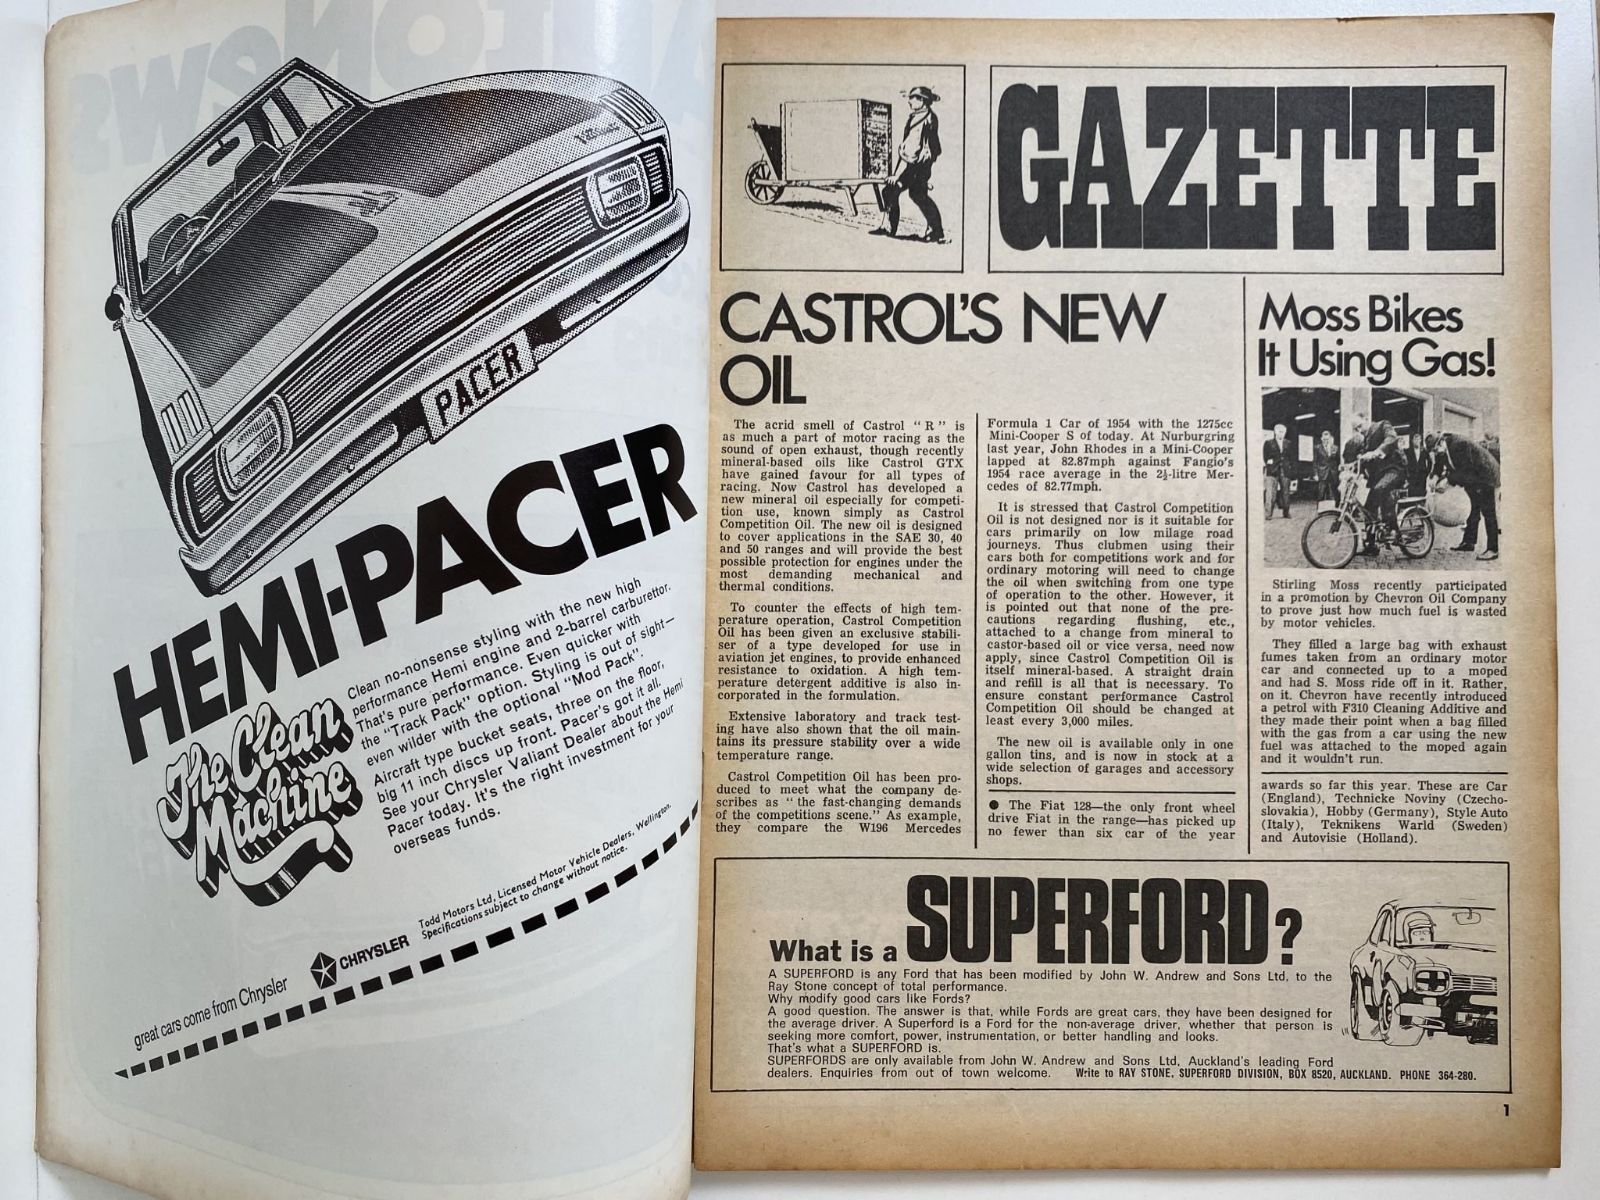 Valiant
PACER
HEMI-PACER
The Clean
Machine
Clean no-nonsense styling with the new high
performance Hemi engine and 2-barrel carburettor.
That's pure performance. Even quicker with
the "Track Pack" option. Styling is out of sight—
even wilder with the optional "Mod Pack".
Aircraft type bucket seats, three on the floor,
big 11 inch discs up front. Pacer's got it all.
See your Chrysler Valiant Dealer about the Hemi
Pacer today. It's the right investment for your
overseas funds.
Todd Motors Ltd, Licensed Motor Vehicle Dealers, Wellington.
Specifications subject to change without notice.
great cars come from Chrysler
CHRYSLER
GAZETTE
CASTROL'S NEW
OIL
The acrid smell of Castrol "R" is
as much a part of motor racing as the
sound of open exhaust, though recently
mineral-based oils like Castrol GTX
have gained favour for all types of
racing. Now Castrol has developed a
new mineral oil especially for competi-
tion use, known simply as Castrol
Competition Oil. The new oil is designed
to cover applications in the SAE 30, 40
and 50 ranges and will provide the best
possible protection for engines under the
most demanding mechanical and
thermal conditions.
To counter the effects of high tem-
perature operation, Castrol Competition
Oil has been given an exclusive stabili-
ser of a type developed for use in
aviation jet engines, to provide enhanced
resistance to oxidation. A high tem-
perature detergent additive is also in-
corporated in the formulation.
Extensive laboratory and track test-
ing have also shown that the oil main-
tains its pressure stability over a wide
temperature range.
Castrol Competition Oil has been pro-
duced to meet what the company de-
scribes as "the fast-changing demands
of the competitions scene." As example,
they compare the W196 Mercedes
Formula 1 Car of 1954 with the 1275cc
Mini-Cooper S of today. At Nurburgring
last year, John Rhodes in a Mini-Cooper
lapped at 82.87mph against Fangio's
1954 race average in the 2½-litre Mer-
cedes of 82.77mph.
It is stressed that Castrol Competition
Oil is not designed nor is it suitable for
cars primarily on low milage road
journeys. Thus clubmen using their
cars both for competitions work and for
ordinary motoring will need to change
the oil when switching from one type
of operation to the other. However, it
is pointed out that none of the pre-
cautions regarding flushing, etc.,
attached to a change from mineral to
castor-based oil or vice versa, need now
apply, since Castrol Competition Oil is
itself mineral-based. A straight drain
and refill is all that is necessary. To
ensure constant performance Castrol
Competition Oil should be changed at
least every 3,000 miles.
The new oil is available only in one
gallon tins, and is now in stock at a
wide selection of garages and accessory
shops.
● The Fiat 128—the only front wheel
drive Fiat in the range—has picked up
no fewer than six car of the year
Moss Bikes
It Using Gas!
Stirling Moss recently participated
in a promotion by Chevron Oil Company
to prove just how much fuel is wasted
by motor vehicles.
They filled a large bag with exhaust
fumes taken from an ordinary motor
car and connected up to a moped
and had S. Moss ride off in it. Rather,
on it. Chevron have recently introduced
a petrol with F310 Cleaning Additive and
they made their point when a bag filled
with the gas from a car using the new
fuel was attached to the moped again
and it wouldn't run.
awards so far this year. These are Car
(England), Technicke Noviny (Czecho-
slovakia), Hobby (Germany), Style Auto
(Italy), Teknikens Warld (Sweden)
and Autovisie (Holland).
What is a SUPERFORD?
A SUPERFORD is any Ford that has been modified by John W. Andrew and Sons Ltd, to the
Ray Stone concept of total performance.
Why modify good cars like Fords?
A good question. The answer is that, while Fords are great cars, they have been designed for
the average driver. A Superford is a Ford for the non-average driver, whether that person is
seeking more comfort, power, instrumentation, or better handling and looks.
That's what a SUPERFORD is.
SUPERFORDS are only available from John W. Andrew and Sons Ltd, Auckland's leading Ford
dealers. Enquiries from out of town welcome. Write to RAY STONE, SUPERFORD DIVISION, BOX 8520, AUCKLAND. PHONE 364-280.
1